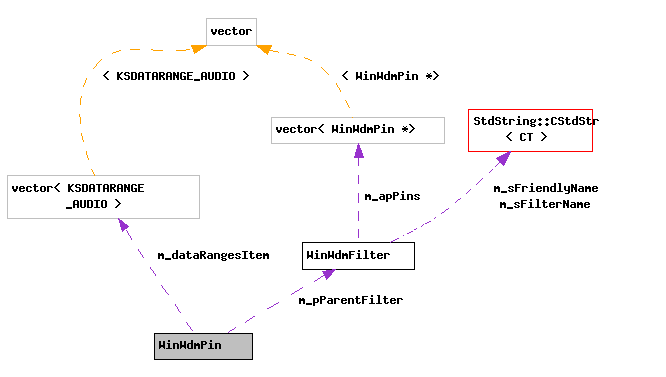 vector
< KSDATARANGE_AUDIO >
< WinWdmPin *>
StdString::CStdStr
< CT >
vector< WinWdmPin *>
vector< KSDATARANGE
_AUDIO >
m_apPins
m_sFriendlyName
m_sFilterName
m_dataRangesItem
WinWdmFilter
m_pParentFilter
WinWdmPin